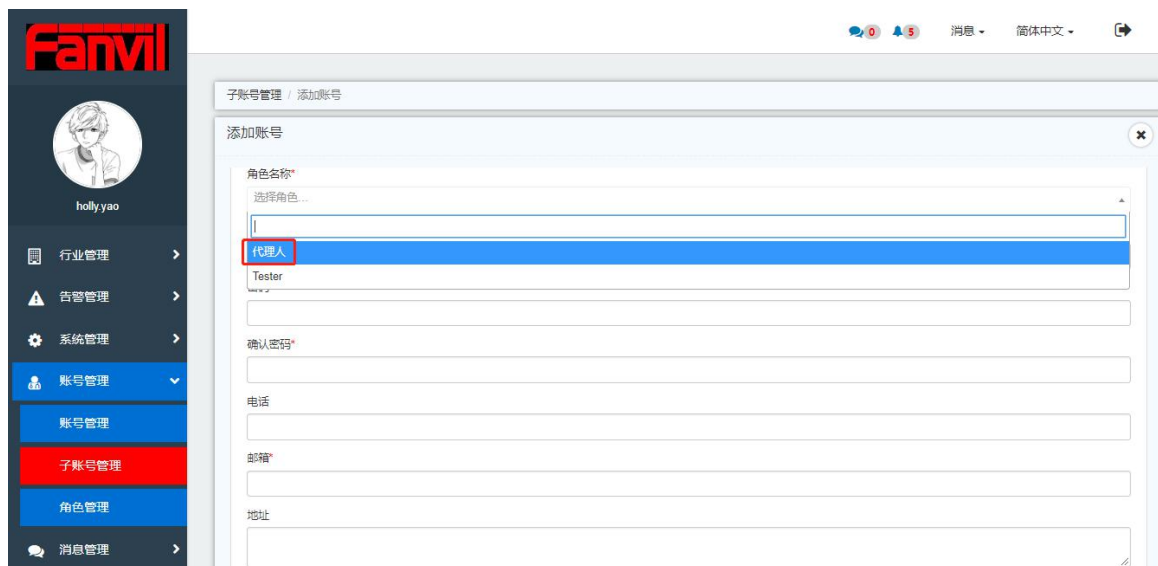 Fanvil
0
5
消息
简体中文
子账号管理 / 添加账号
holly.yao
添加账号
角色名称*
选择角色...
代理人
Tester
确认密码*
电话
邮箱*
地址
行业管理
告警管理
系统管理
账号管理
账号管理
子账号管理
角色管理
消息管理